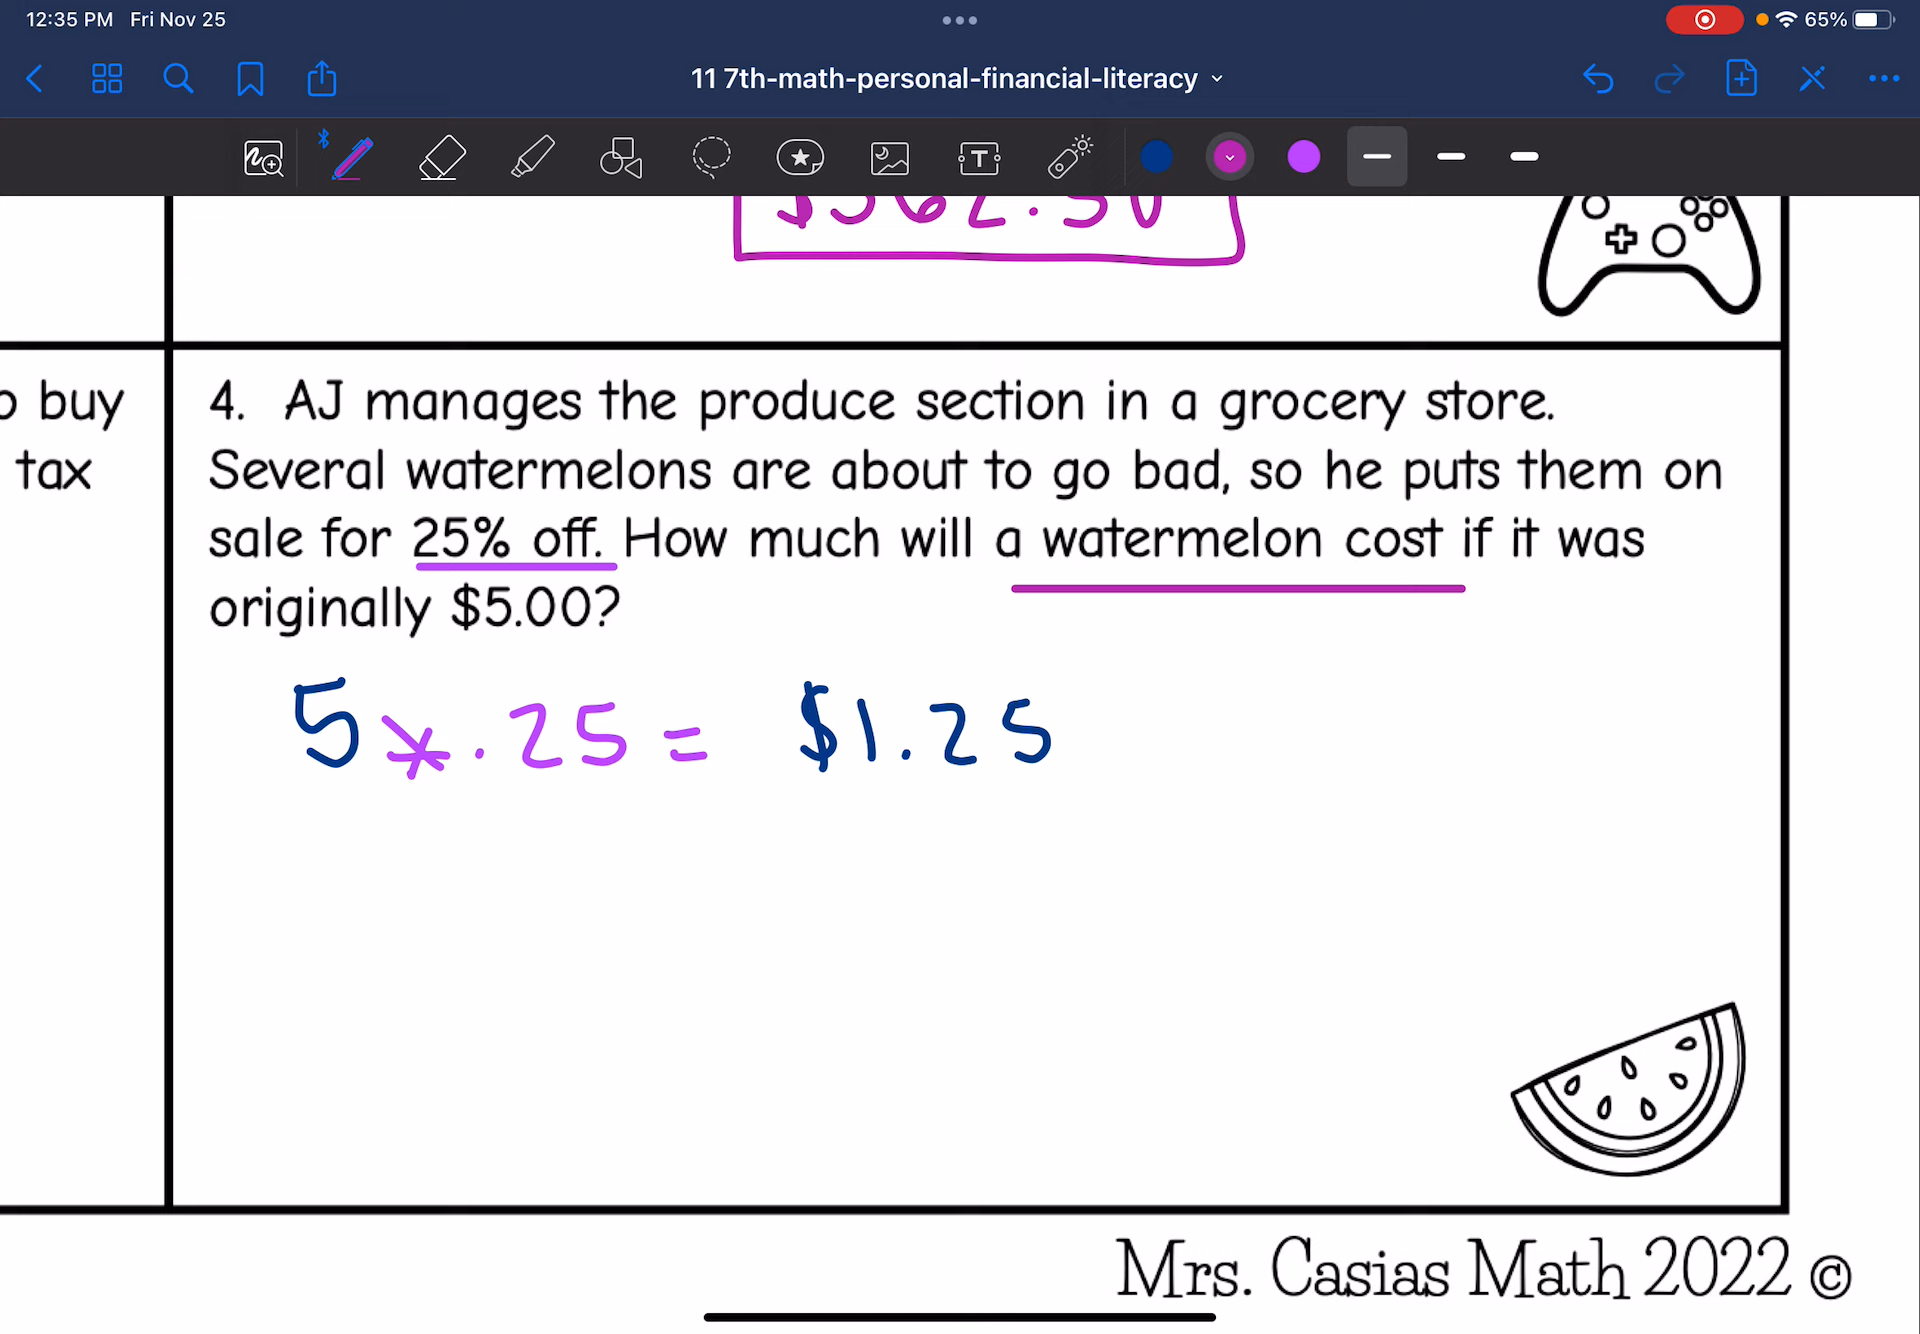 12:35 PM Fri Nov 25
65%
11 7th-math-personal-financial-literacy
T
$562.50
o buy
tax
4. AJ manages the produce section in a grocery store.
Several watermelons are about to go bad, so he puts them on
sale for 25% off. How much will a watermelon cost if it was
originally $5.00?
5 * .25 = $1.25
Mrs. Casias Math 2022 ©